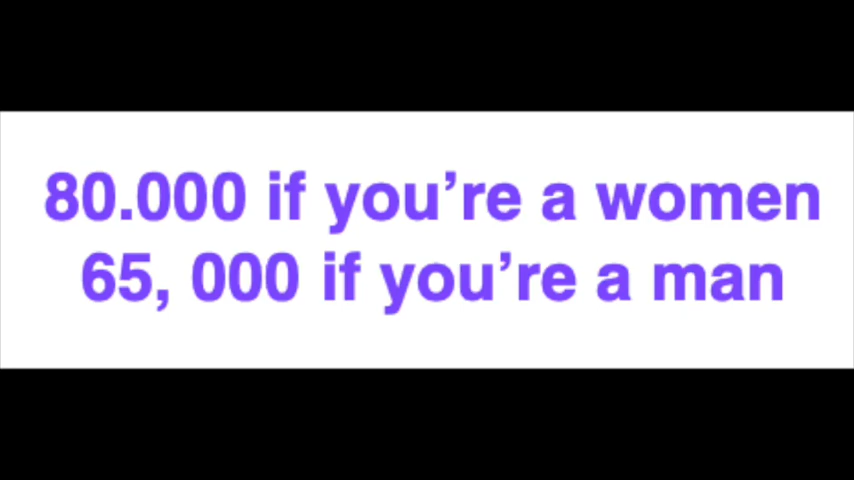 80.000 if you’re a women
65, 000 if you’re a man